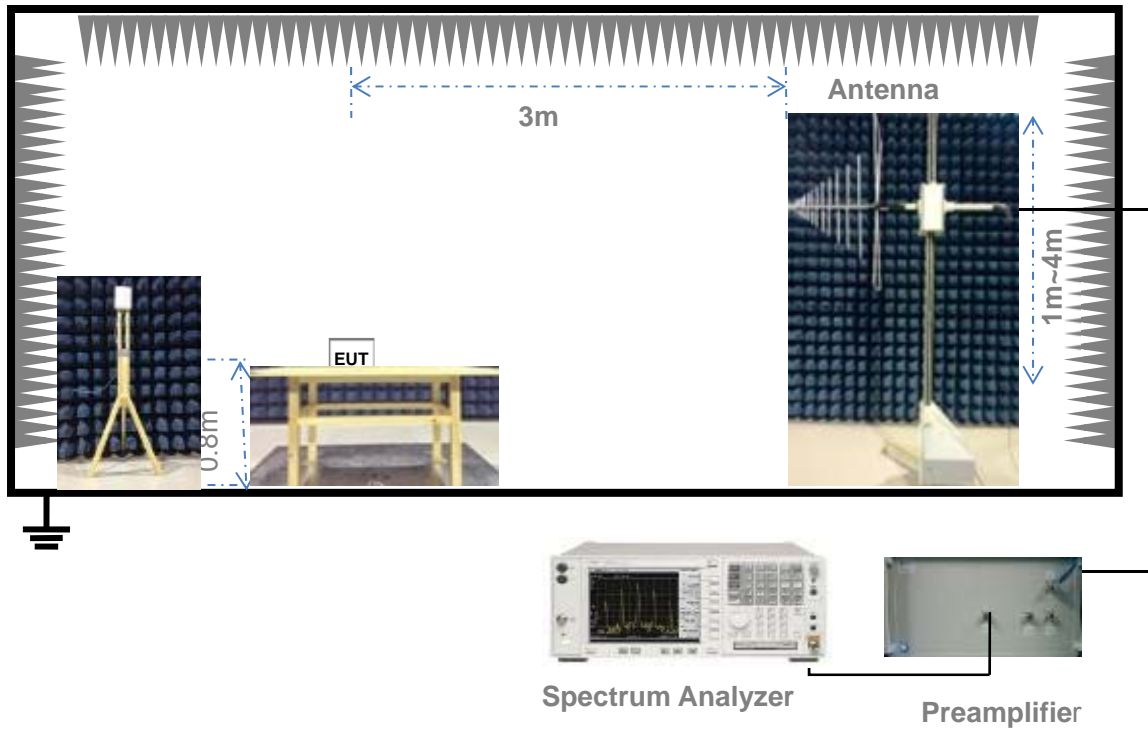 Antenna
3m
1m~4m
EUT
0.8m
Spectrum Analyzer
Preamplifier